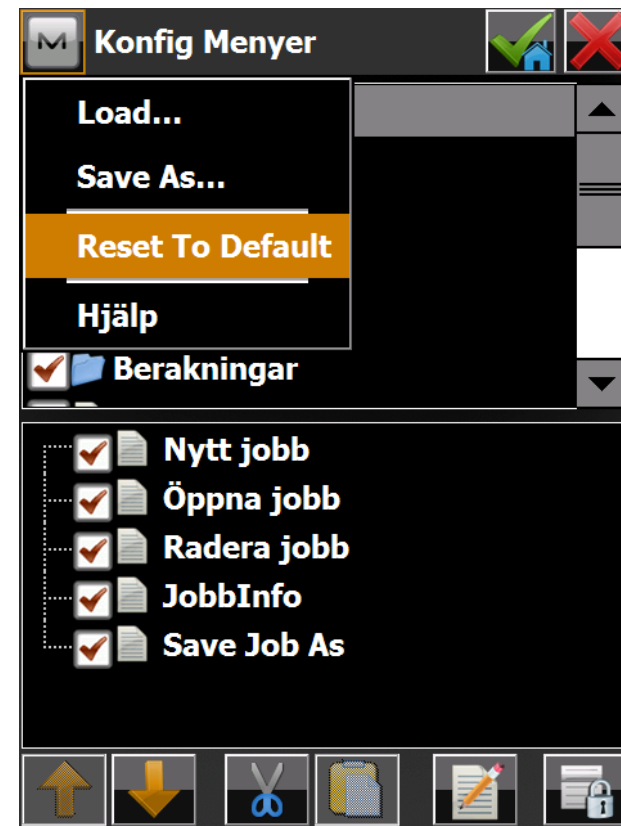 Konfig Menyer
Load...
Save As...
Reset To Default
Hjälp
Berakningar
Nytt jobb
Öppna jobb
Radera jobb
JobbInfo
Save Job As